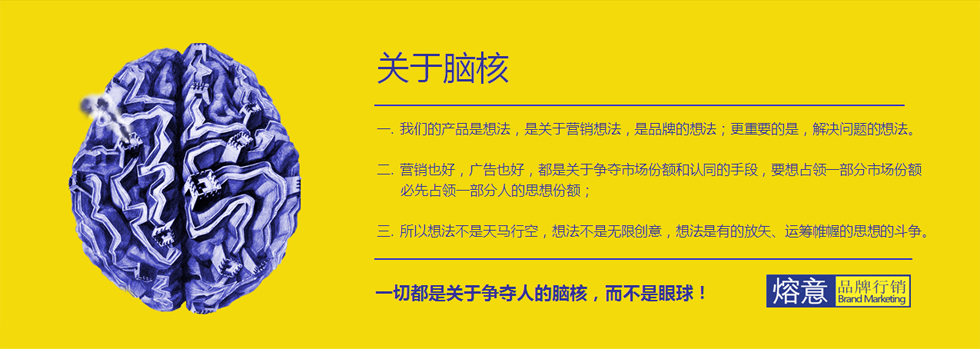 关于脑核
一. 我们的产品是想法，是关于营销想法，是品牌的想法；更重要的是，解决问题的想法。
二. 营销也好，广告也好，都是关于争夺市场份额和认同的手段，要想占领一部分市场份额
必先占领一部分人的思想份额；
三. 所以想法不是天马行空，想法不是无限创意，想法是有的放矢、运筹帷幄的思想的斗争。
一切都是关于争夺人的脑核，而不是眼球！
熔意
品牌行销
Brand Marketing